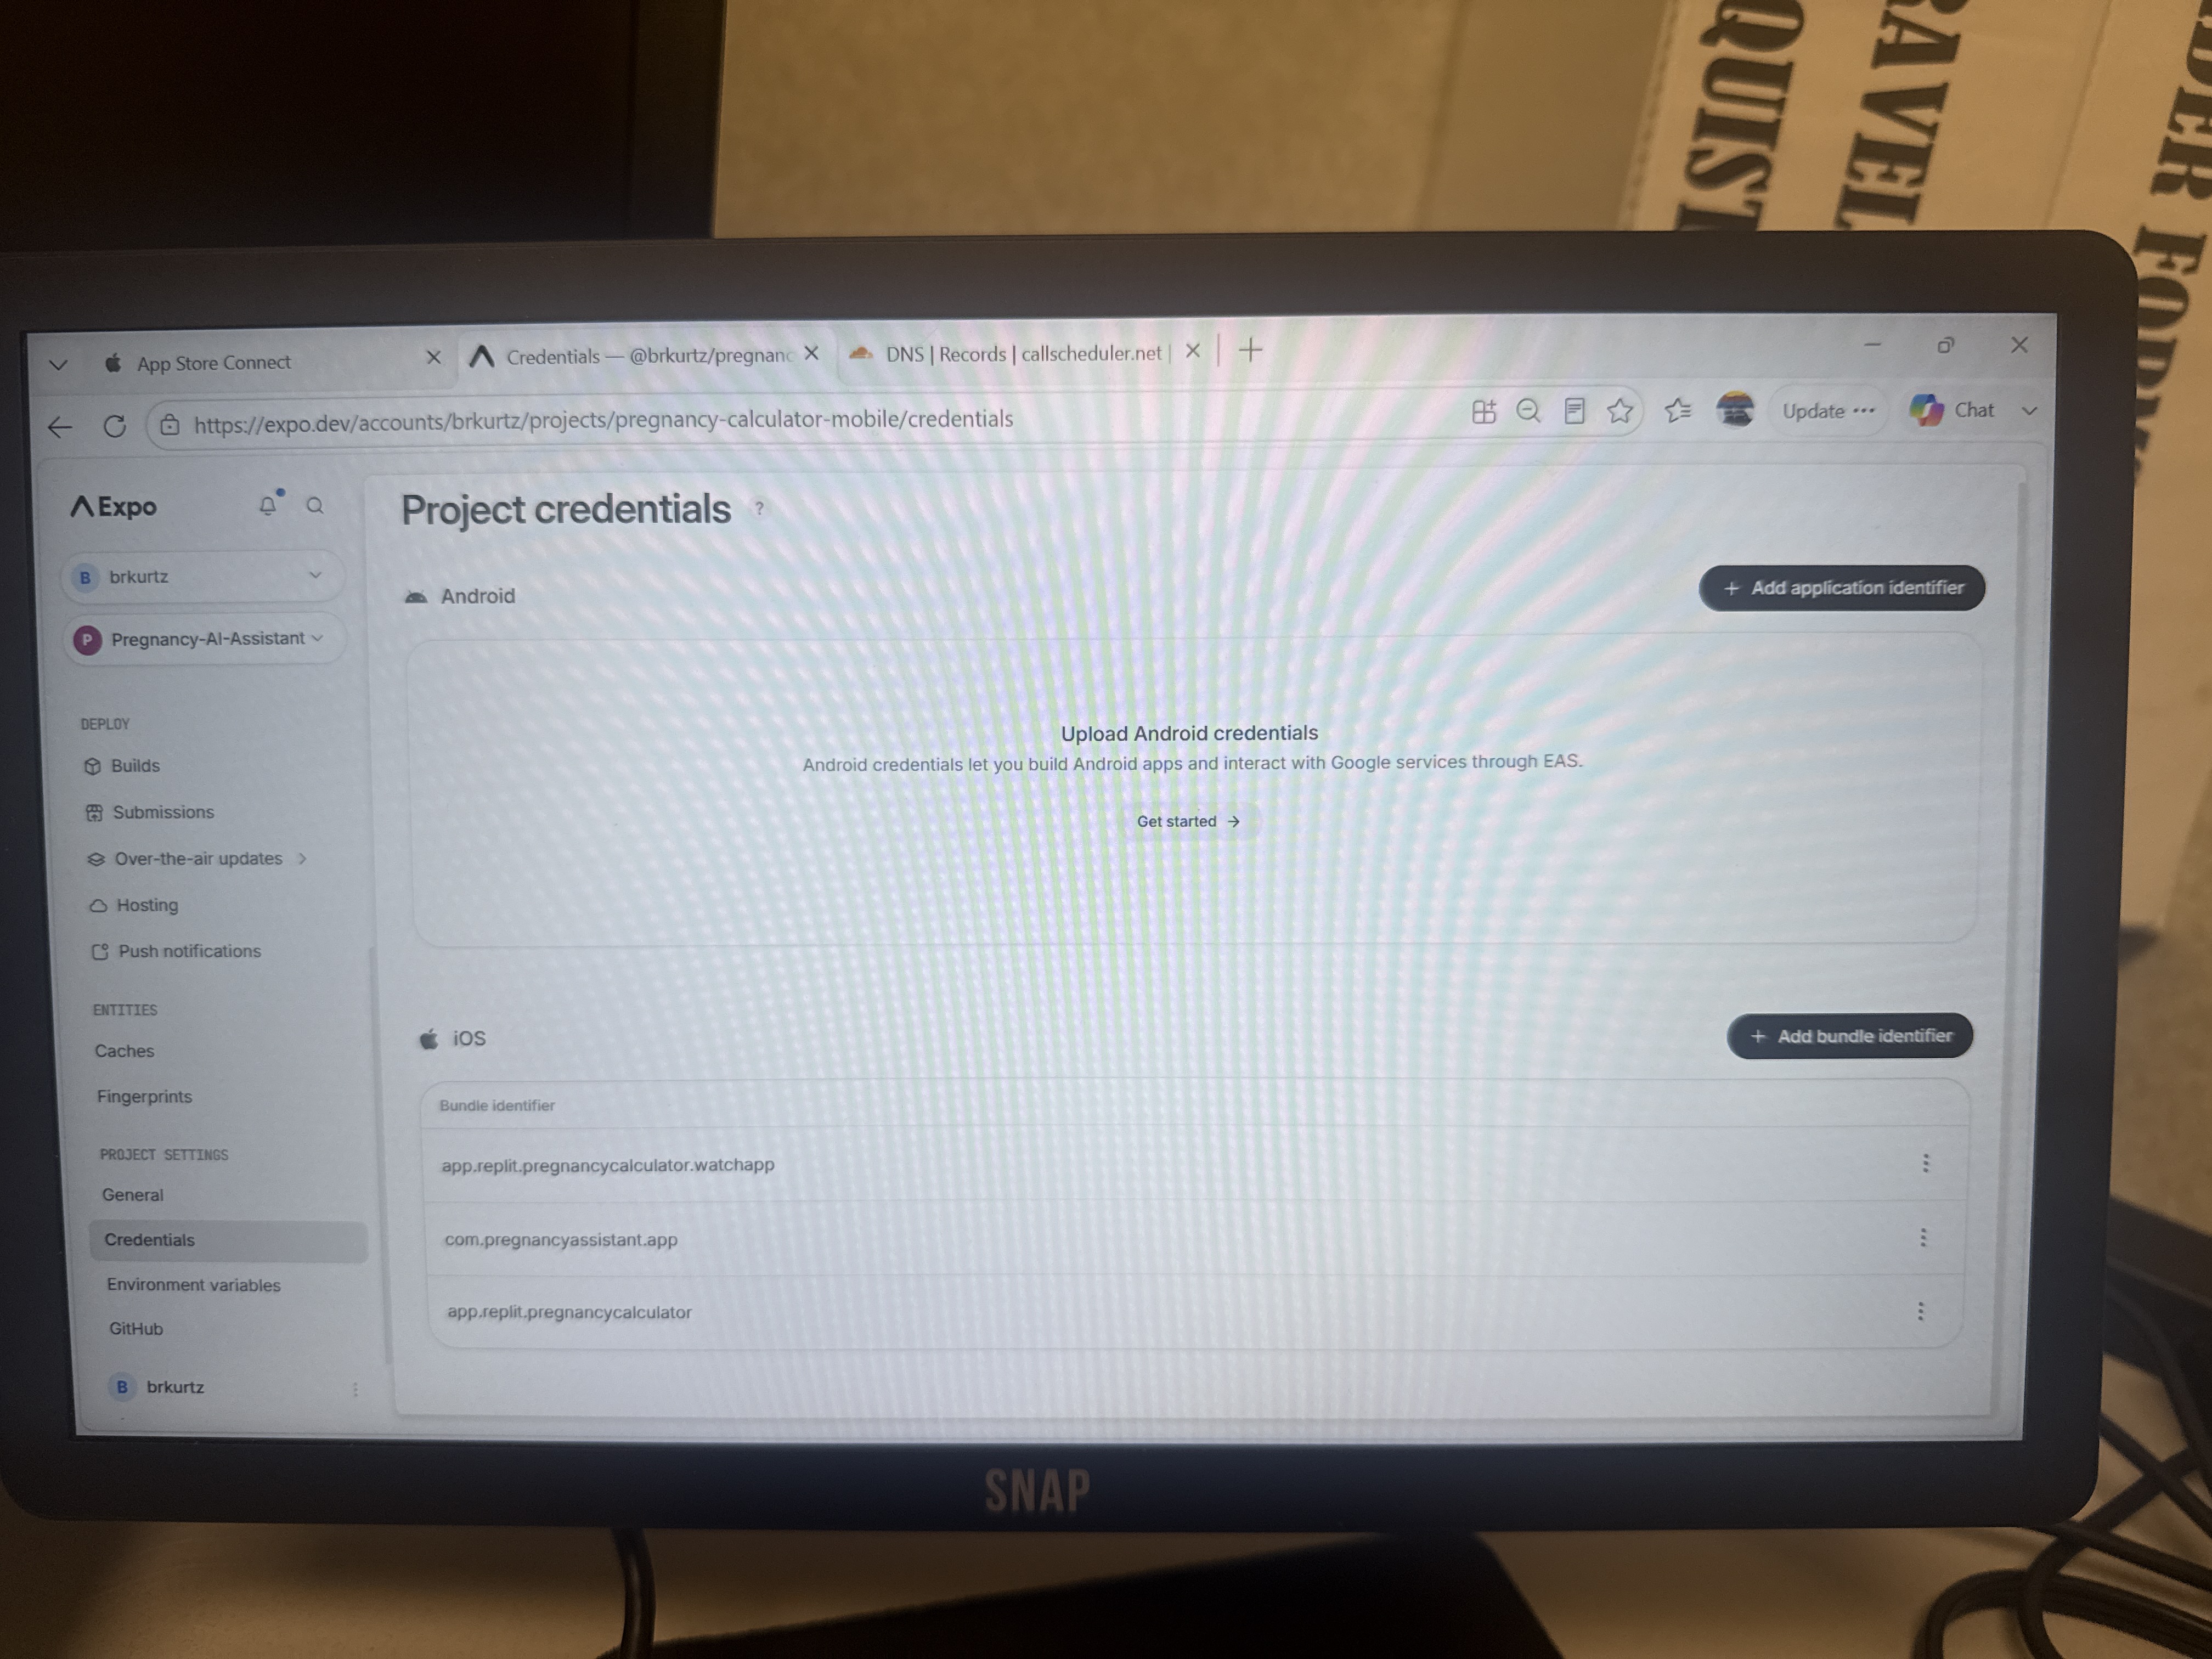 QUIST
RAVEL
DER FOD
App Store Connect
Credentials — @brkurtz/pregnanc
DNS | Records | callscheduler.net |
https://expo.dev/accounts/brkurtz/projects/pregnancy-calculator-mobile/credentials
Update ...
Chat
Expo
B brkurtz
P Pregnancy-AI-Assistant
DEPLOY
Builds
Submissions
Over-the-air updates
Hosting
Push notifications
ENTITIES
Caches
Fingerprints
PROJECT SETTINGS
General
Credentials
Environment variables
GitHub
B brkurtz
Project credentials ?
Android
+ Add application identifier
Upload Android credentials
Android credentials let you build Android apps and interact with Google services through EAS.
Get started →
iOS
+ Add bundle identifier
Bundle identifier
app.replit.pregnancycalculator.watchapp
com.pregnancyassistant.app
app.replit.pregnancycalculator
SNAP